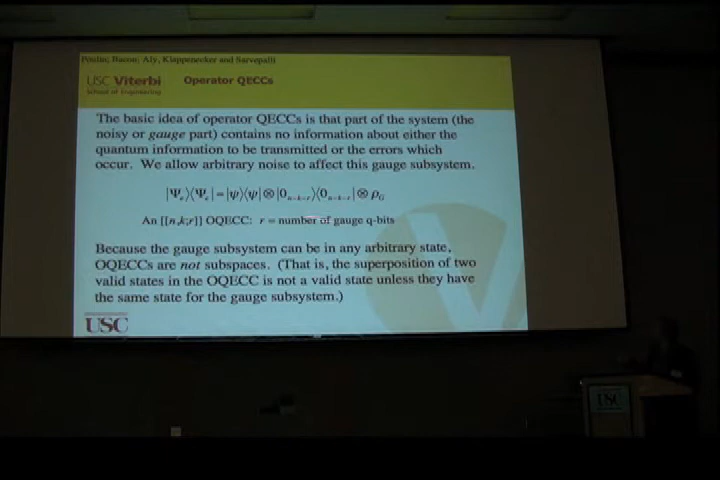 Poulin; Bacon; Aly, Klappenecker and Sarvepalli
USC Viterbi
School of Engineering
Operator QECCs
The basic idea of operator QECCs is that part of the system (the
noisy or gauge part) contains no information about either the
quantum information to be transmitted or the errors which
occur. We allow arbitrary noise to affect this gauge subsystem.
|Ψ_c⟩⟨Ψ_c| = |ψ⟩⟨ψ| ⊗ |0_{n−k−r}⟩⟨0_{n−k−r}| ⊗ ρ_G
An [[n,k;r]] OQECC: r = number of gauge q-bits
Because the gauge subsystem can be in any arbitrary state,
OQECCs are not subspaces. (That is, the superposition of two
valid states in the OQECC is not a valid state unless they have
the same state for the gauge subsystem.)
USC
USC